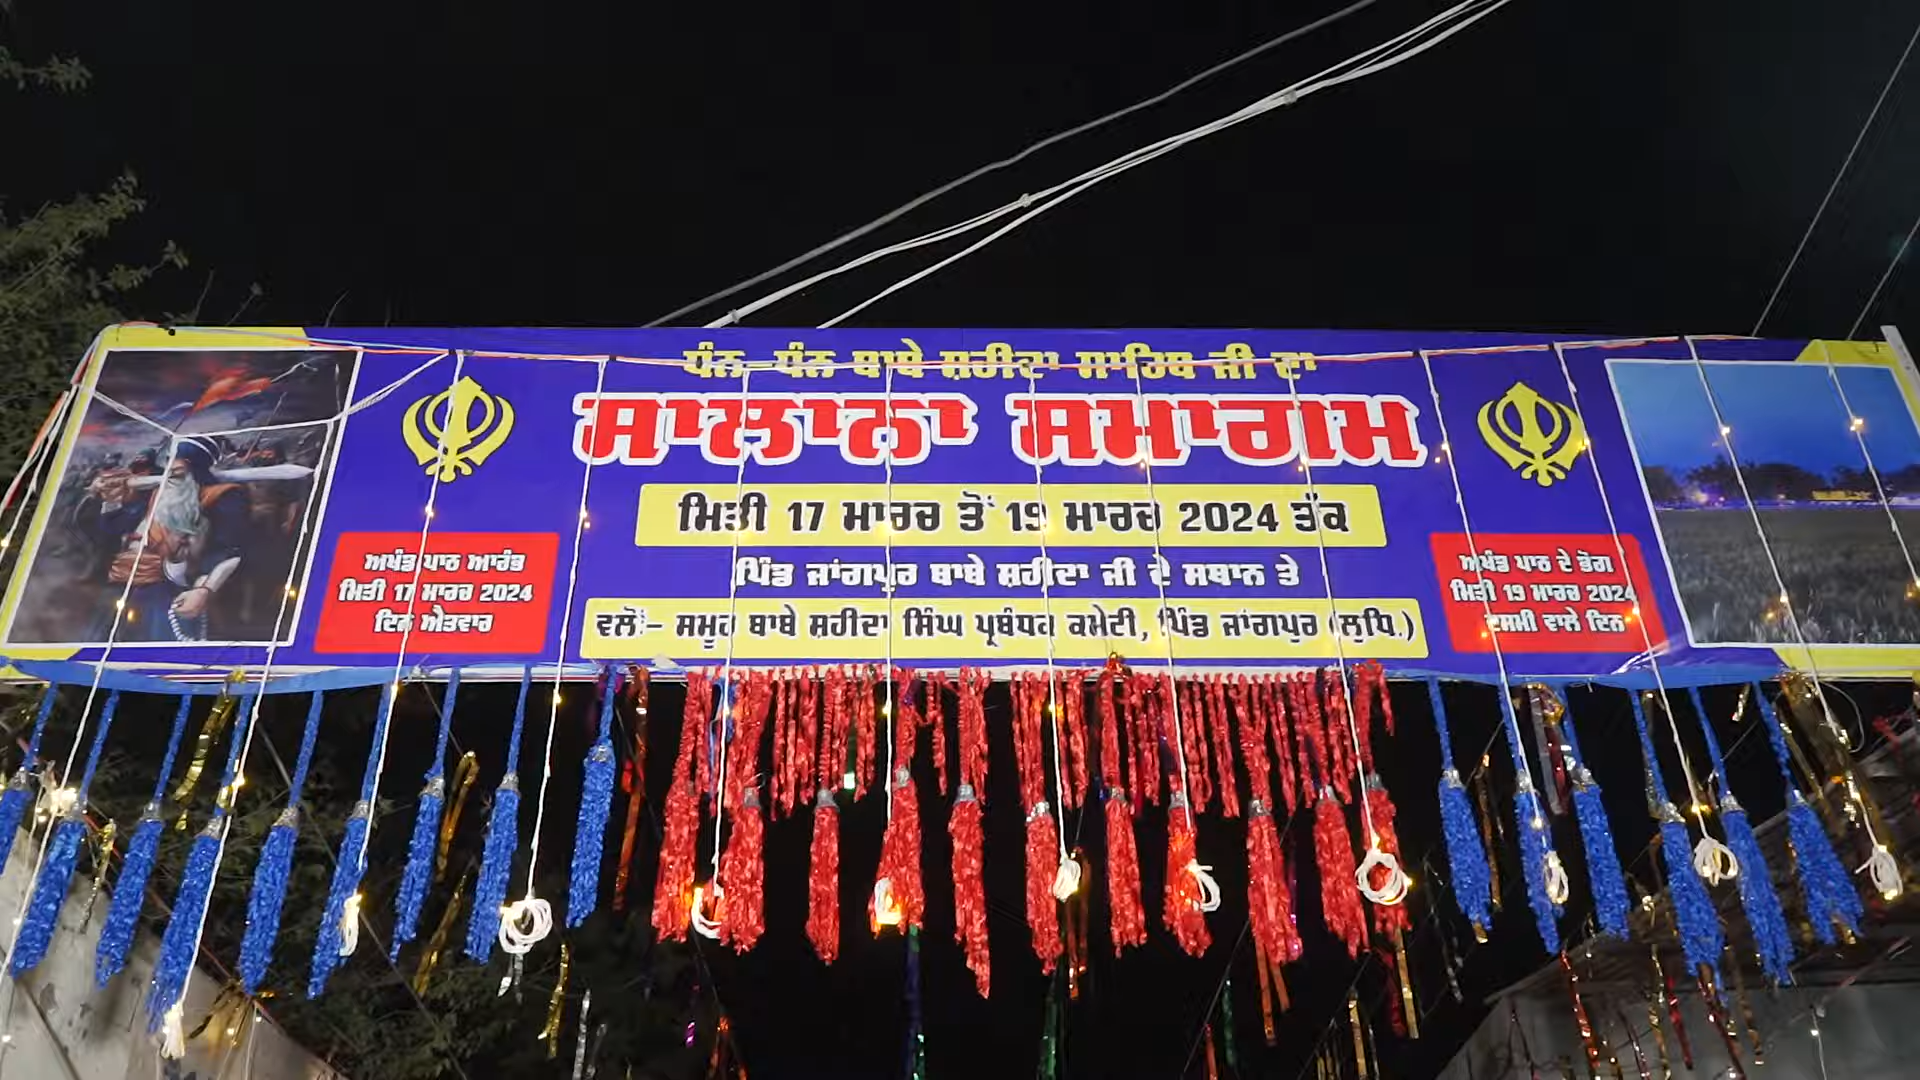 ਧੰਨ-ਧੰਨ ਬਾਬੇ ਸ਼ਹੀਦਾ ਸਾਹਿਬ ਜੀ ਦਾ
ਸਾਲਾਨਾ ਸਮਾਗਮ
ਮਿਤੀ 17 ਮਾਰਚ ਤੋਂ 19 ਮਾਰਚ 2024 ਤੱਕ
ਪਿੰਡ ਜਾਂਗਪੁਰ ਬਾਬੇ ਸ਼ਹੀਦਾ ਜੀ ਦੇ ਸਥਾਨ ਤੇ
ਵਲੋਂ:- ਸਮੂਹ ਬਾਬੇ ਸ਼ਹੀਦਾ ਸਿੰਘ ਪ੍ਰਬੰਧਕ ਕਮੇਟੀ, ਪਿੰਡ ਜਾਂਗਪੁਰ (ਲੁਧਿ.)
ਅਖੰਡ ਪਾਠ ਆਰੰਭ
ਮਿਤੀ 17 ਮਾਰਚ 2024
ਦਿਨ ਐਤਵਾਰ
ਅਖੰਡ ਪਾਠ ਦੇ ਭੋਗ
ਮਿਤੀ 19 ਮਾਰਚ 2024
ਦਸਮੀ ਵਾਲੇ ਦਿਨ